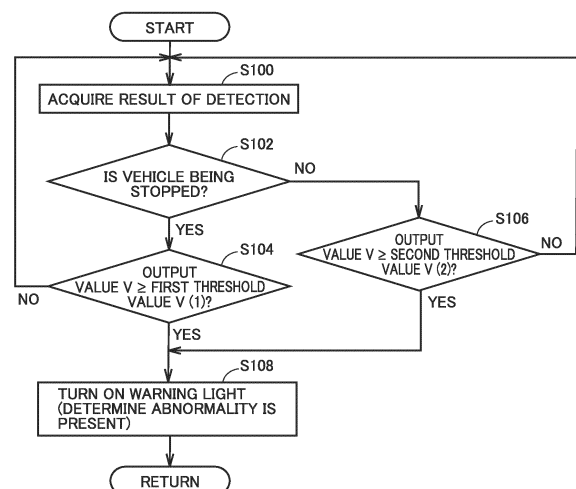 START
S100
ACQUIRE RESULT OF DETECTION
S102
IS VEHICLE BEING
STOPPED?
NO
YES
S104
OUTPUT
VALUE V ≥ FIRST THRESHOLD
VALUE V (1)?
NO
YES
S106
OUTPUT
VALUE V ≥ SECOND THRESHOLD
VALUE V (2)?
NO
YES
S108
TURN ON WARNING LIGHT
(DETERMINE ABNORMALITY IS
PRESENT)
RETURN